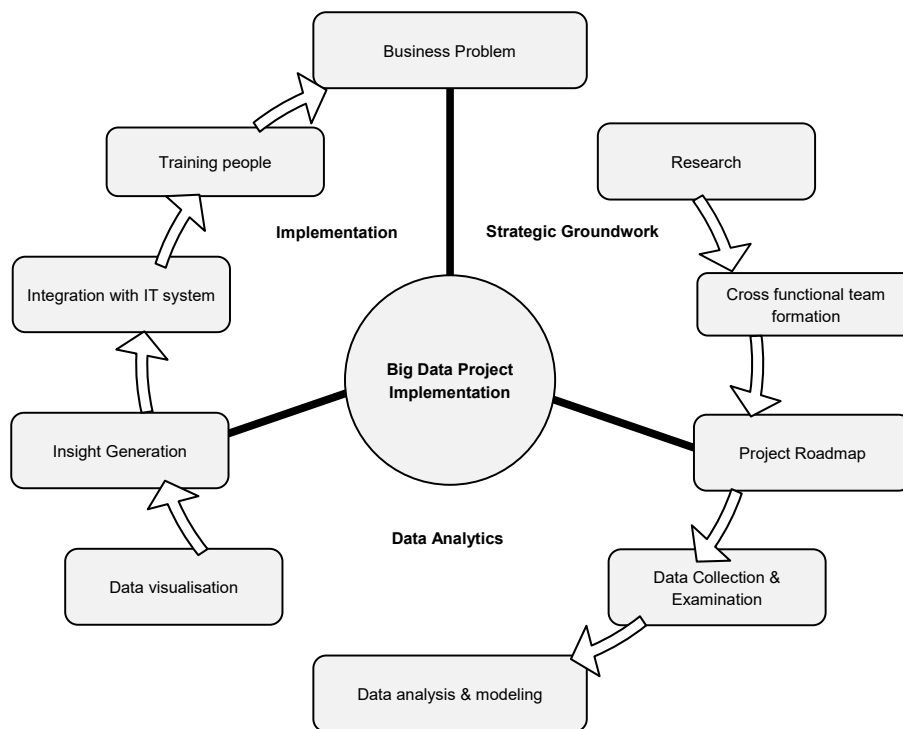 Business Problem
Training people
Research
Implementation
Strategic Groundwork
Integration with IT system
Cross functional team
formation
Big Data Project
Implementation
Insight Generation
Project Roadmap
Data Analytics
Data visualisation
Data Collection &
Examination
Data analysis & modeling